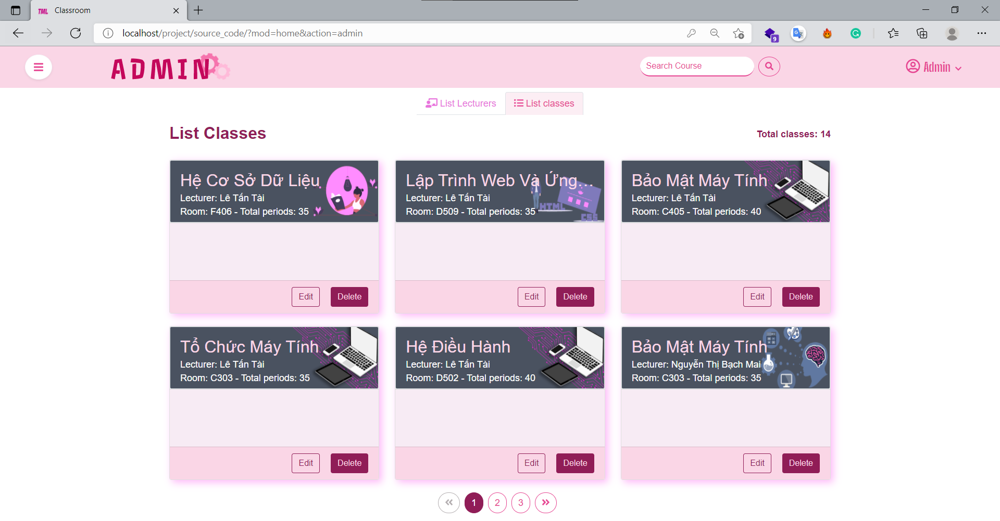 TML Classroom
localhost/project/source_code/?mod=home&action=admin
9
ADMIN
Search Course
Admin
List Lecturers
List classes
List Classes
Total classes: 14
Hệ Cơ Sở Dữ Liệu
Lecturer: Lê Tấn Tài
Room: F406 - Total periods: 35
Edit
Delete
Lập Trình Web Và Ứng...
Lecturer: Lê Tấn Tài
Room: D509 - Total periods: 35
HTML
CSS
Edit
Delete
Bảo Mật Máy Tính
Lecturer: Lê Tấn Tài
Room: C405 - Total periods: 40
Edit
Delete
Tổ Chức Máy Tính
Lecturer: Lê Tấn Tài
Room: C303 - Total periods: 35
Edit
Delete
Hệ Điều Hành
Lecturer: Lê Tấn Tài
Room: D502 - Total periods: 40
Edit
Delete
Bảo Mật Máy Tính
Lecturer: Nguyễn Thị Bạch Mai
Room: C303 - Total periods: 35
Edit
Delete
« 1 2 3 »